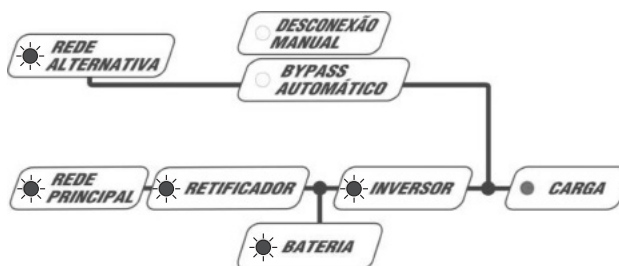 DESCONEXÃO
MANUAL
REDE
ALTERNATIVA
BYPASS
AUTOMÁTICO
REDE
PRINCIPAL
RETIFICADOR
INVERSOR
CARGA
BATERIA